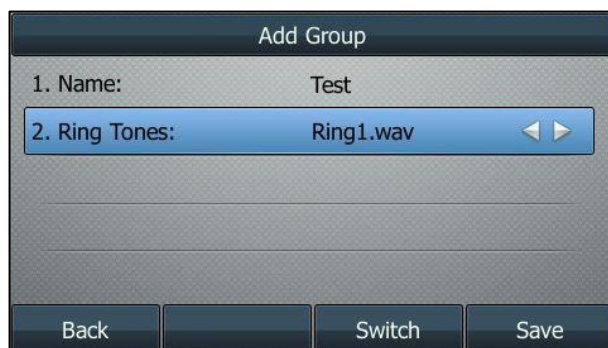 Add Group
1. Name: Test
2. Ring Tones: Ring1.wav
Back Switch Save